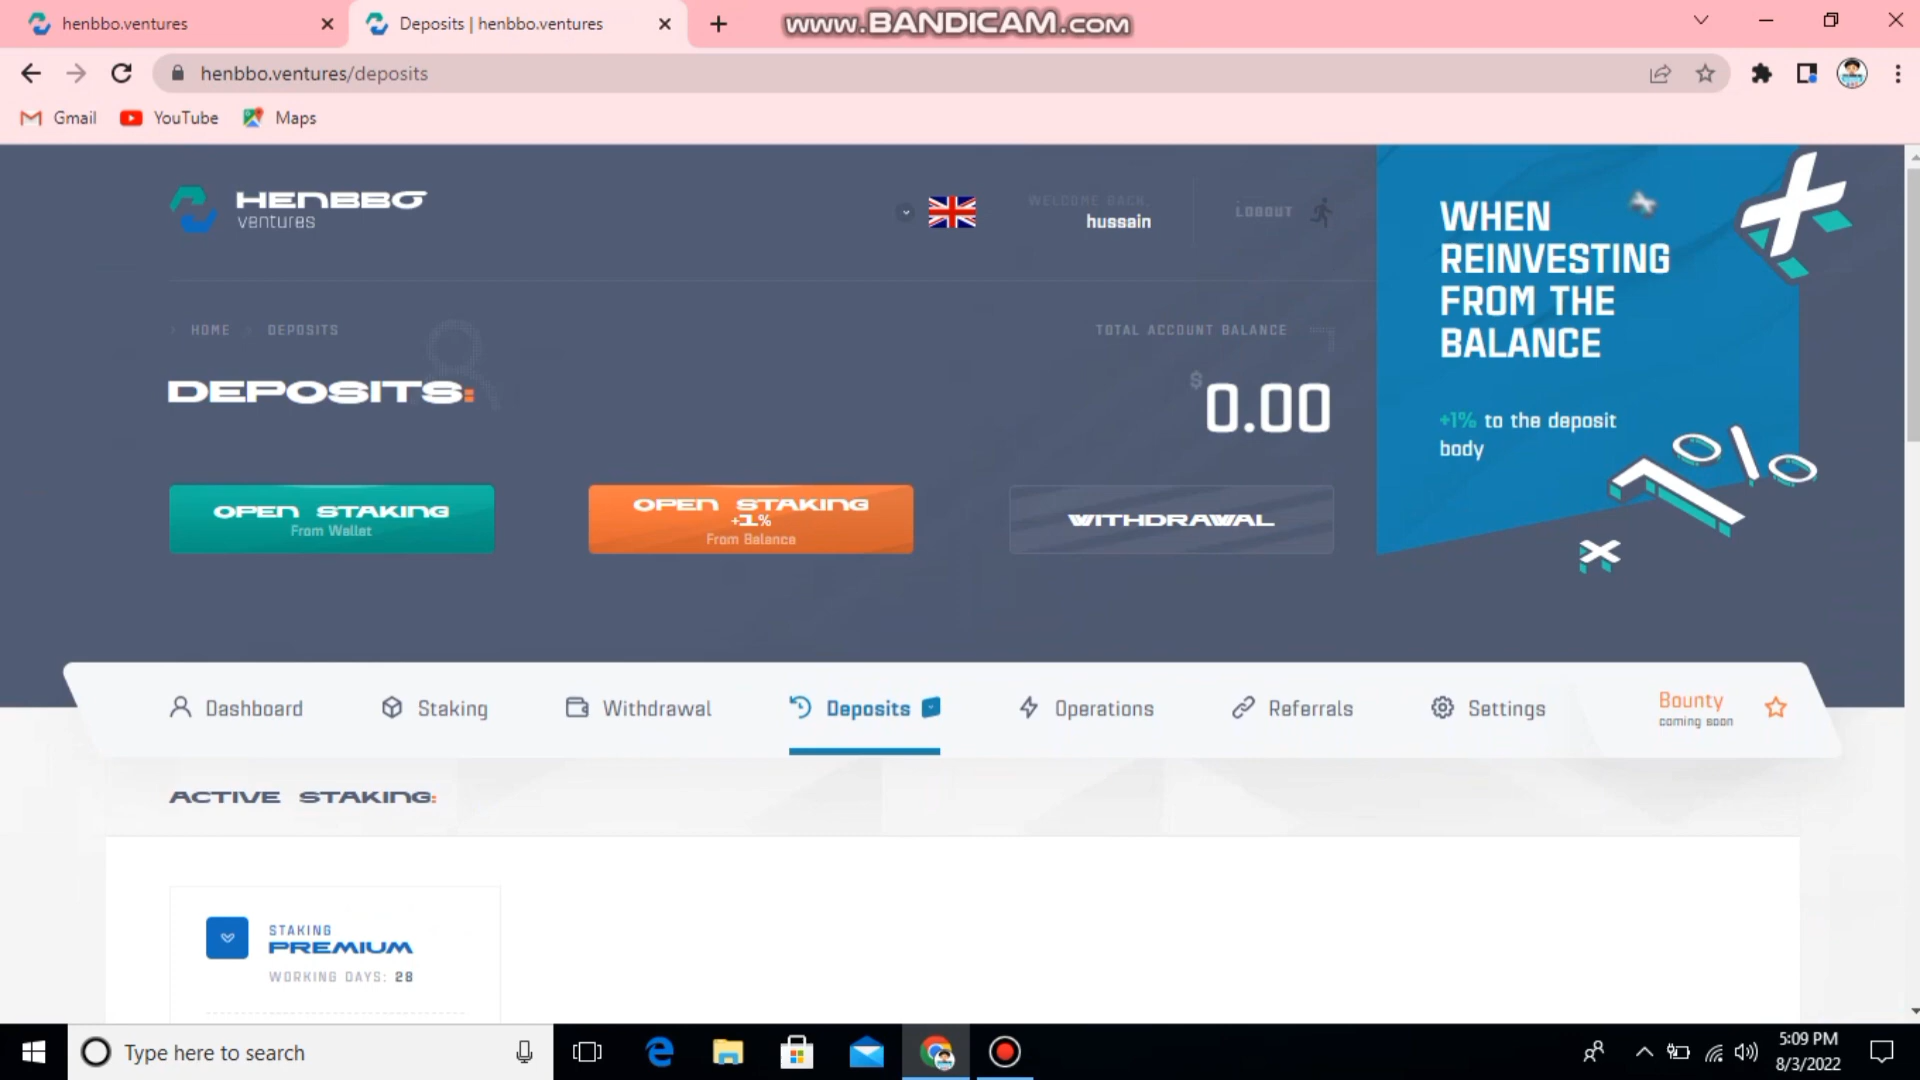 henbbo.ventures
Deposits | henbbo.ventures
www.BANDICAM.com
henbbo.ventures/deposits
Gmail
YouTube
Maps
HENBBO
ventures
WELCOME BACK,
hussain
LOGOUT
WHEN
REINVESTING
FROM THE
BALANCE
+1% to the deposit
body
1%
HOME
DEPOSITS
TOTAL ACCOUNT BALANCE
DEPOSITS:
$0.00
OPEN STAKING
From Wallet
OPEN STAKING
+1%
From Balance
WITHDRAWAL
Dashboard
Staking
Withdrawal
Deposits
Operations
Referrals
Settings
Bounty
coming soon
ACTIVE STAKING:
STAKING
PREMIUM
WORKING DAYS: 28
Type here to search
5:09 PM
8/3/2022